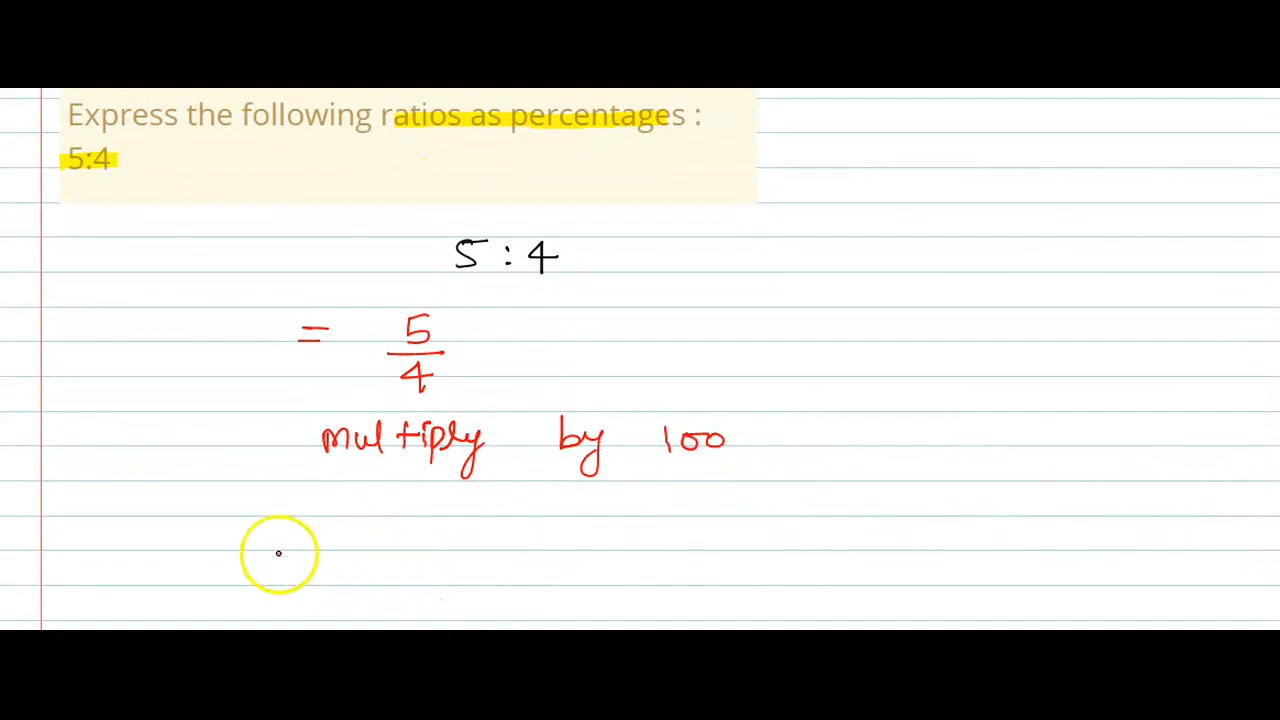 Express the following ratios as percentages :
5:4
5 : 4
= 5/4
multiply by 100